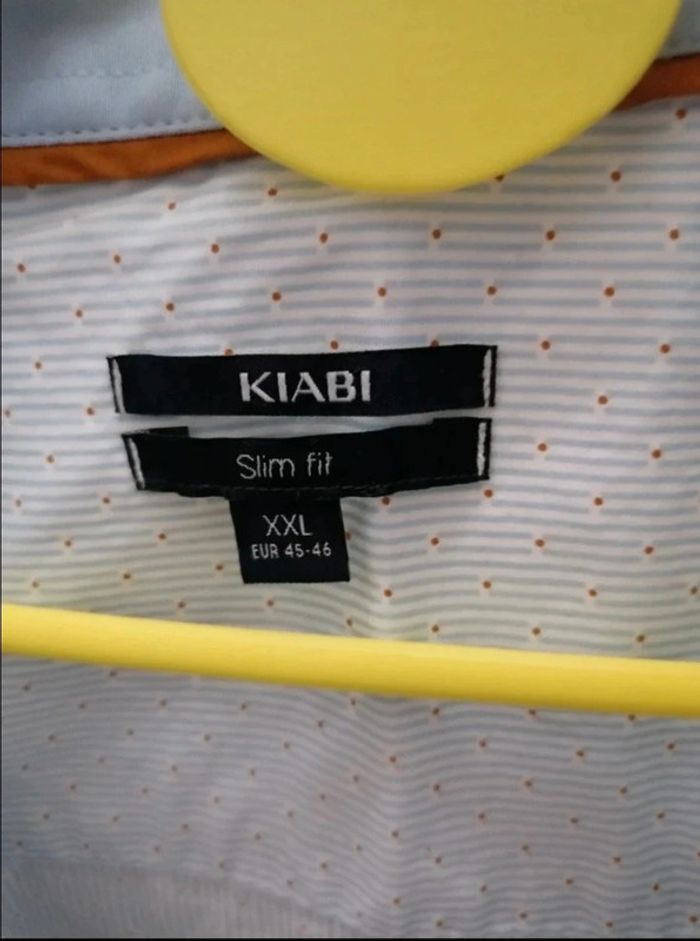 KIABI
Slim fit
XXL
EUR 45-46